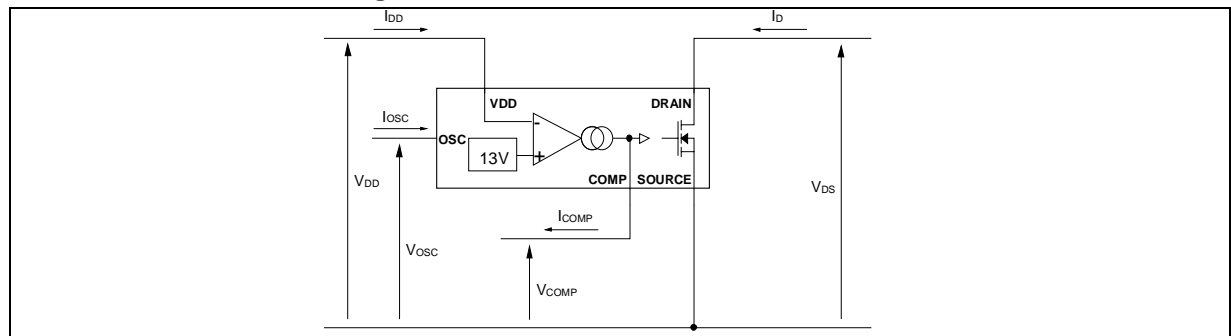 IDD
ID
VDD
DRAIN
-
IOSC
OSC
13V
+
COMP SOURCE
VDD
VDS
ICOMP
VOSC
VCOMP